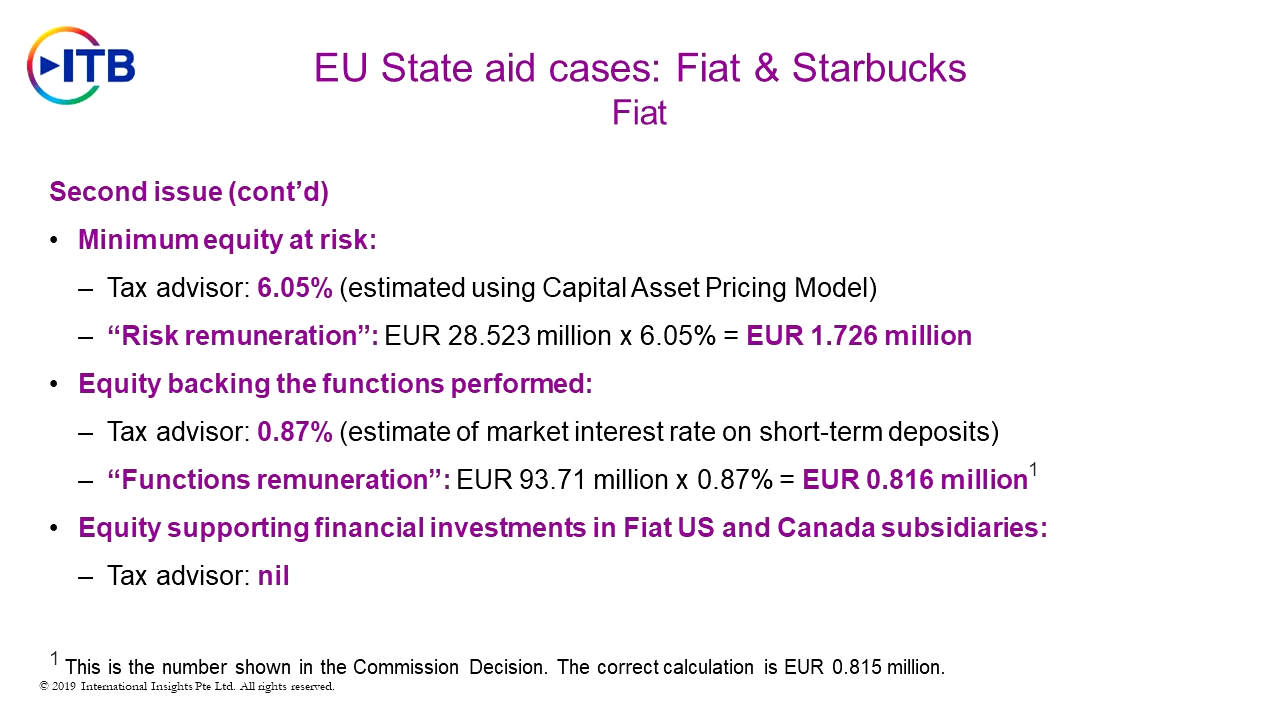 ITB
EU State aid cases: Fiat & Starbucks
Fiat
Second issue (cont’d)
• Minimum equity at risk:
– Tax advisor: 6.05% (estimated using Capital Asset Pricing Model)
– “Risk remuneration”: EUR 28.523 million x 6.05% = EUR 1.726 million
• Equity backing the functions performed:
– Tax advisor: 0.87% (estimate of market interest rate on short-term deposits)
– “Functions remuneration”: EUR 93.71 million x 0.87% = EUR 0.816 million1
• Equity supporting financial investments in Fiat US and Canada subsidiaries:
– Tax advisor: nil
1 This is the number shown in the Commission Decision. The correct calculation is EUR 0.815 million.
© 2019 International Insights Pte Ltd. All rights reserved.